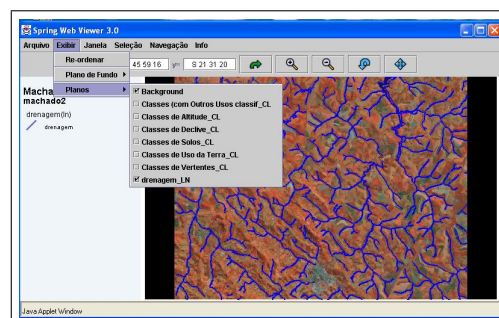 Spring Web Viewer 3.0
Arquivo Exibir Janela Seleção Navegação Info
Re-ordenar
Plano de Fundo
Planos
45 59 16 y= S 21 31 20
Macha
machado2
drenagem(ln)
drenagem
Background
Classes (com Outros Usos classif_CL
Classes de Altitude_CL
Classes de Declive_CL
Classes de Solos_CL
Classes de Uso da Terra_CL
Classes de Vertentes_CL
drenagem_LN
Java Applet Window